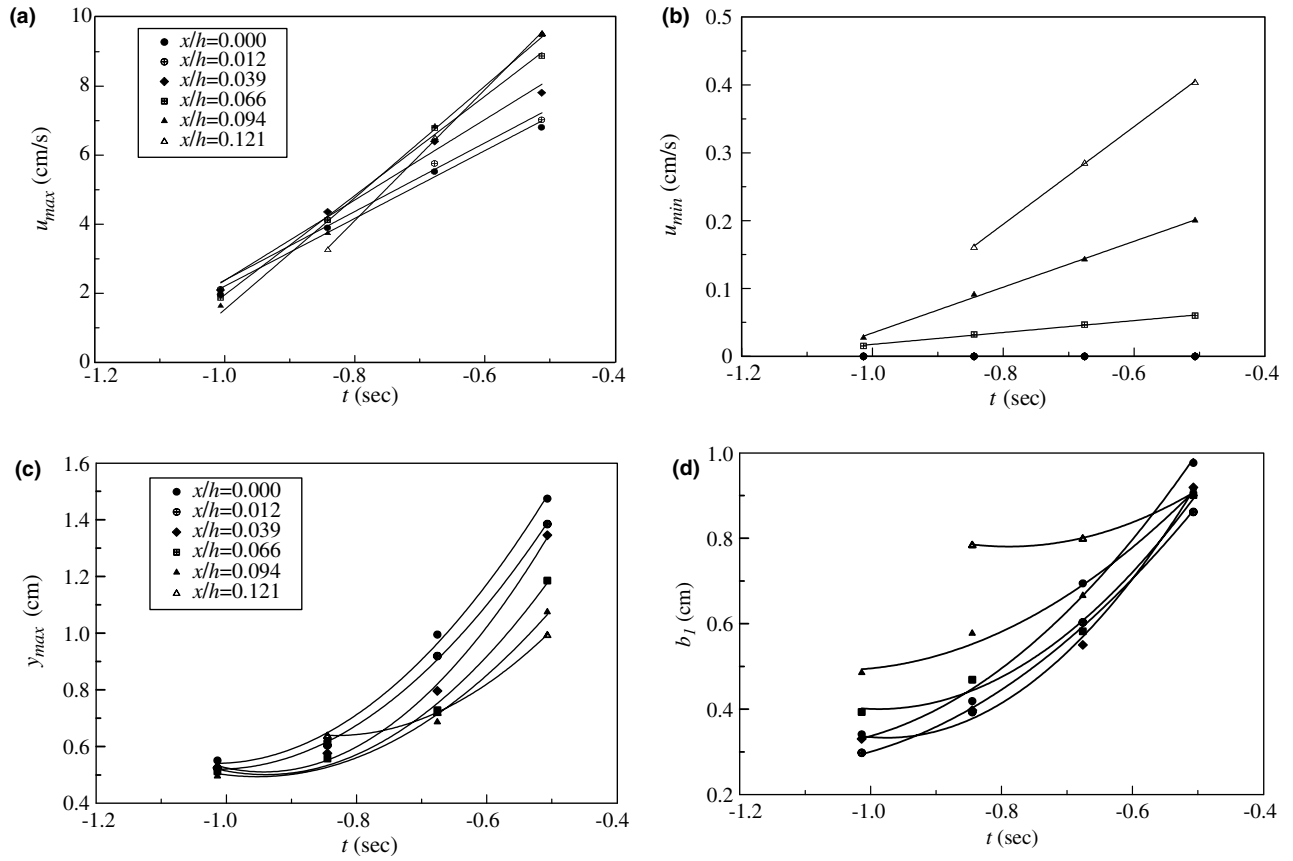 (a)
10
8
6
4
2
0
u_max (cm/s)
x/h=0.000
x/h=0.012
x/h=0.039
x/h=0.066
x/h=0.094
x/h=0.121
-1.2 -1.0 -0.8 -0.6 -0.4
t (sec)
(b)
0.5
0.4
0.3
0.2
0.1
0
u_min (cm/s)
-1.2 -1.0 -0.8 -0.6 -0.4
t (sec)
(c)
1.6
1.4
1.2
1.0
0.8
0.6
0.4
y_max (cm)
x/h=0.000
x/h=0.012
x/h=0.039
x/h=0.066
x/h=0.094
x/h=0.121
-1.2 -1.0 -0.8 -0.6 -0.4
t (sec)
(d)
1.0
0.8
0.6
0.4
0.2
b_1 (cm)
-1.2 -1.0 -0.8 -0.6 -0.4
t (sec)